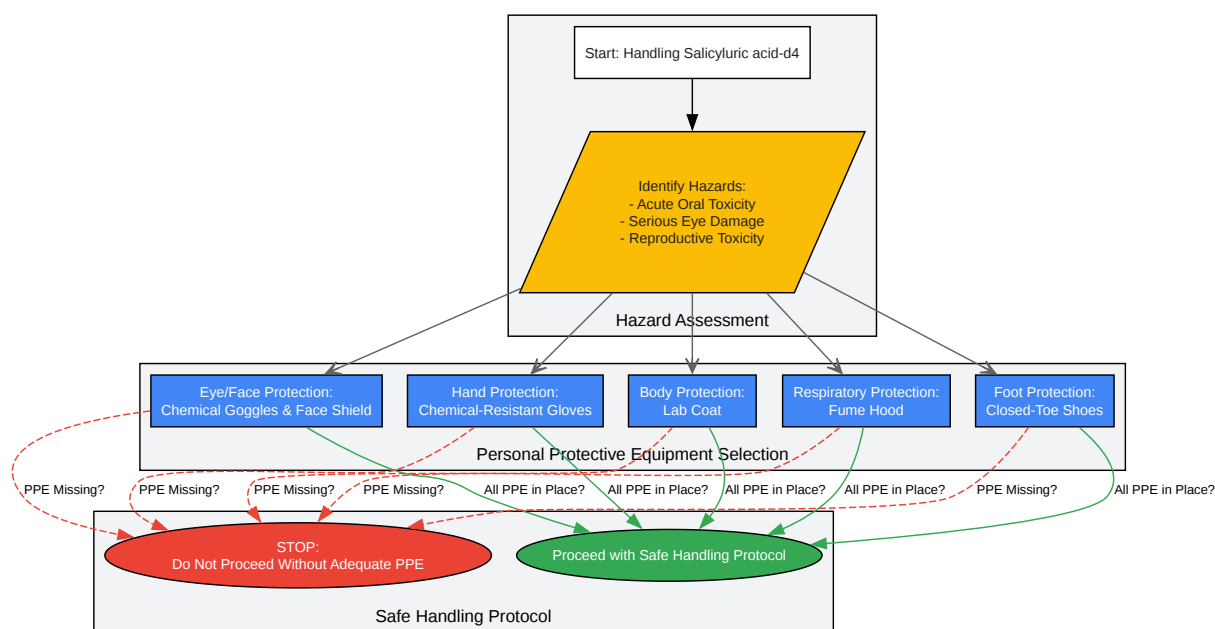 Start: Handling Salicyluric acid-d4
Identify Hazards:
- Acute Oral Toxicity
- Serious Eye Damage
- Reproductive Toxicity
Hazard Assessment
Eye/Face Protection:
Chemical Goggles & Face Shield
Hand Protection:
Chemical-Resistant Gloves
Body Protection:
Lab Coat
Respiratory Protection:
Fume Hood
Foot Protection:
Closed-Toe Shoes
Personal Protective Equipment Selection
PPE Missing?
PPE Missing?
PPE Missing?
PPE Missing?
All PPE in Place?
All PPE in Place?
All PPE in Place?
All PPE in Place?
PPE Missing?
All PPE in Place?
STOP:
Do Not Proceed Without Adequate PPE
Proceed with Safe Handling Protocol
Safe Handling Protocol